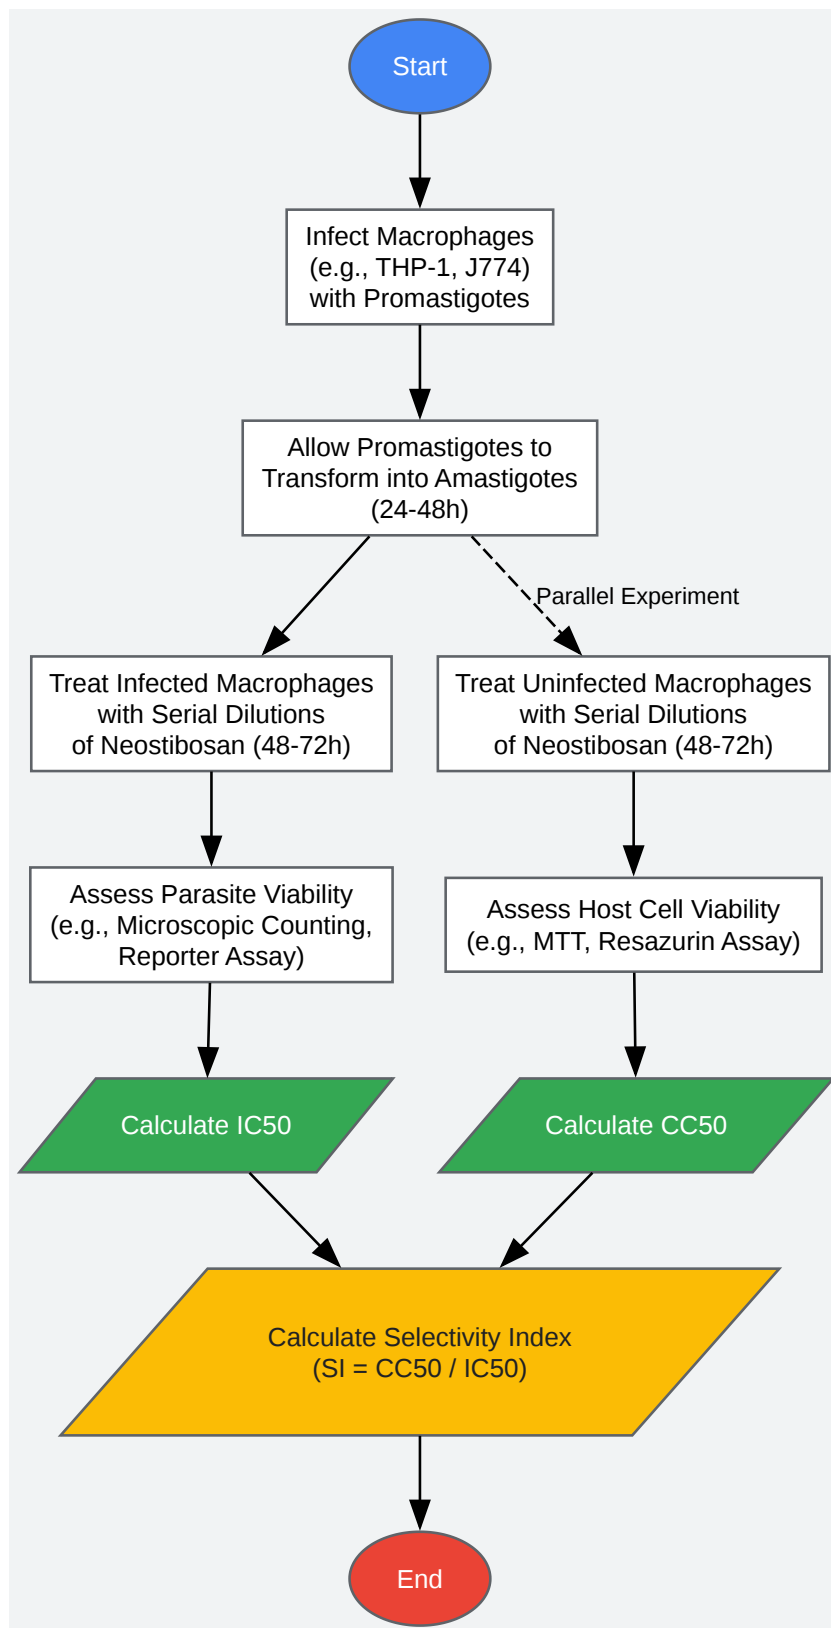 Start
Infect Macrophages
(e.g., THP-1, J774)
with Promastigotes
Allow Promastigotes to
Transform into Amastigotes
(24-48h)
Parallel Experiment
Treat Infected Macrophages
with Serial Dilutions
of Neostibosan (48-72h)
Treat Uninfected Macrophages
with Serial Dilutions
of Neostibosan (48-72h)
Assess Parasite Viability
(e.g., Microscopic Counting,
Reporter Assay)
Assess Host Cell Viability
(e.g., MTT, Resazurin Assay)
Calculate IC50
Calculate CC50
Calculate Selectivity Index
(SI = CC50 / IC50)
End